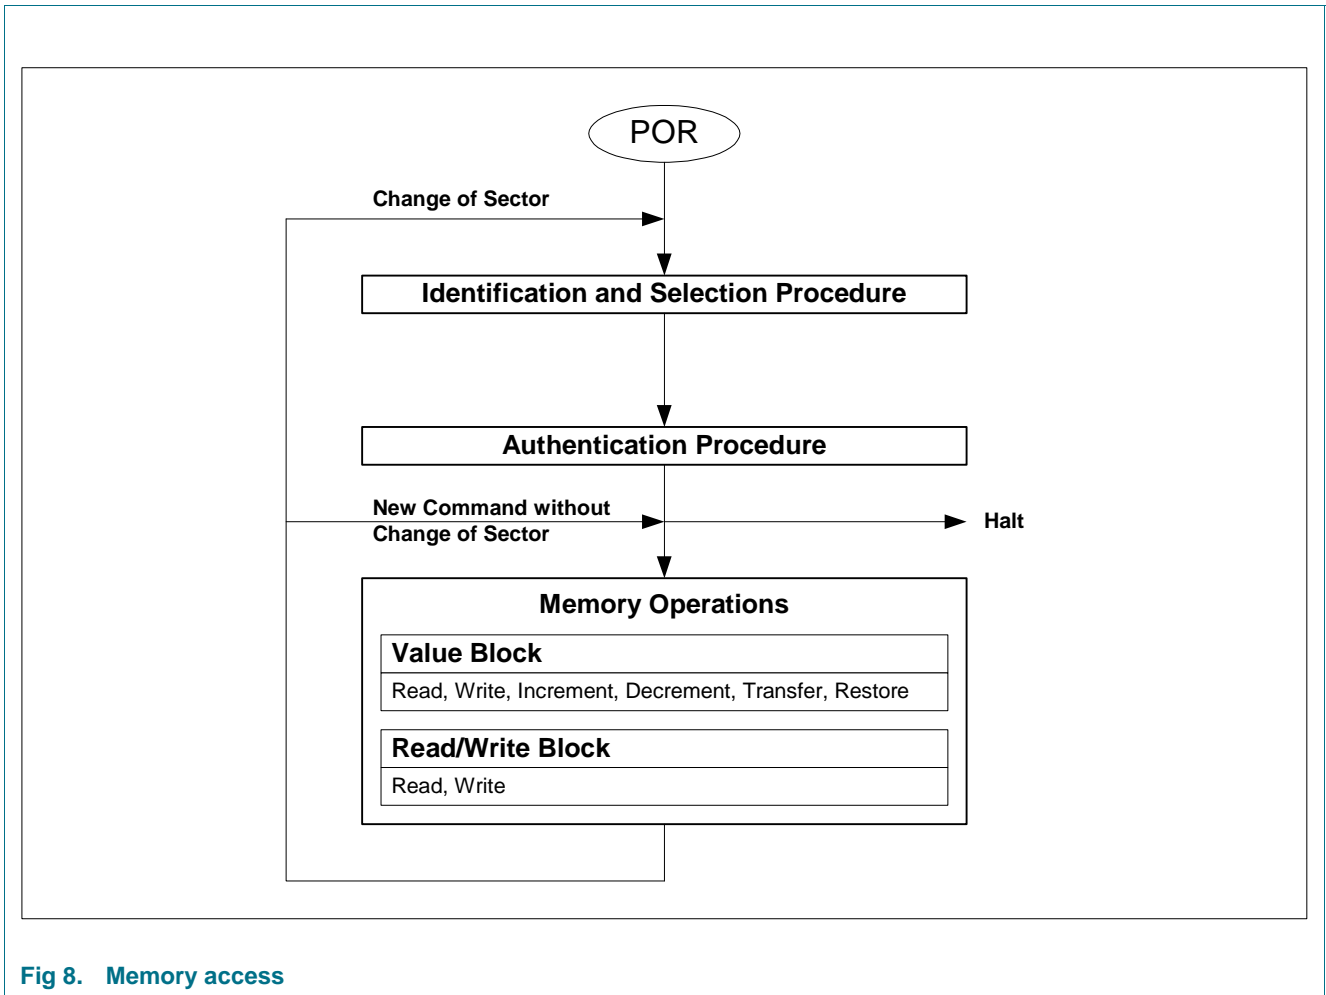 POR
Change of Sector
Identification and Selection Procedure
Authentication Procedure
New Command without
Change of Sector
Halt
Memory Operations
Value Block
Read, Write, Increment, Decrement, Transfer, Restore
Read/Write Block
Read, Write
Fig 8. Memory access